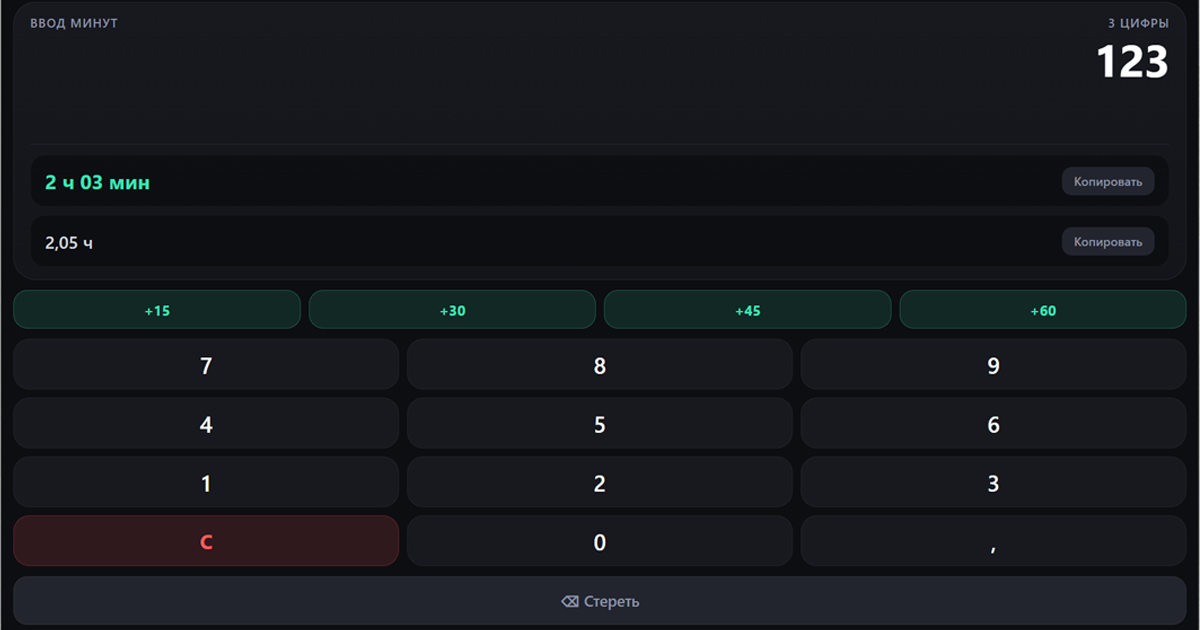 ВВОД МИНУТ 3 ЦИФРЫ
123
2 ч 03 мин Копировать
2,05 ч Копировать
+15 +30 +45 +60
7 8 9
4 5 6
1 2 3
C 0 ,
⌫ Стереть